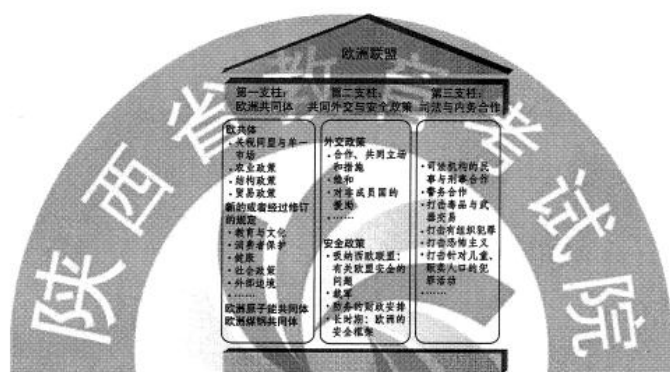 欧洲联盟
第一支柱：
欧洲共同体
第二支柱：
共同外交与安全政策
第三支柱：
司法与内务合作
欧共体
·关税同盟与单一
市场
·农业政策
·结构政策
·贸易政策
新的或者经过修订
的规定
·教育与文化
·消费者保护
·健康
·社会政策
·外部边境
·……
欧洲原子能共同体
欧洲煤钢共同体
外交政策
·合作、共同立场
和措施
·维和
·对非成员国的
援助
·……
安全政策
·吸纳西欧联盟：
有关欧盟安全的
问题
·裁军
·防务的财政安排
·长时期：欧洲的
安全框架
·司法机构的民
事与刑事合作
·警务合作
·打击毒品与武
器交易
·打击有组织犯罪
·打击恐怖主义
·打击针对儿童、
贩卖人口的犯
罪活动
·……
陕西省教育考试院